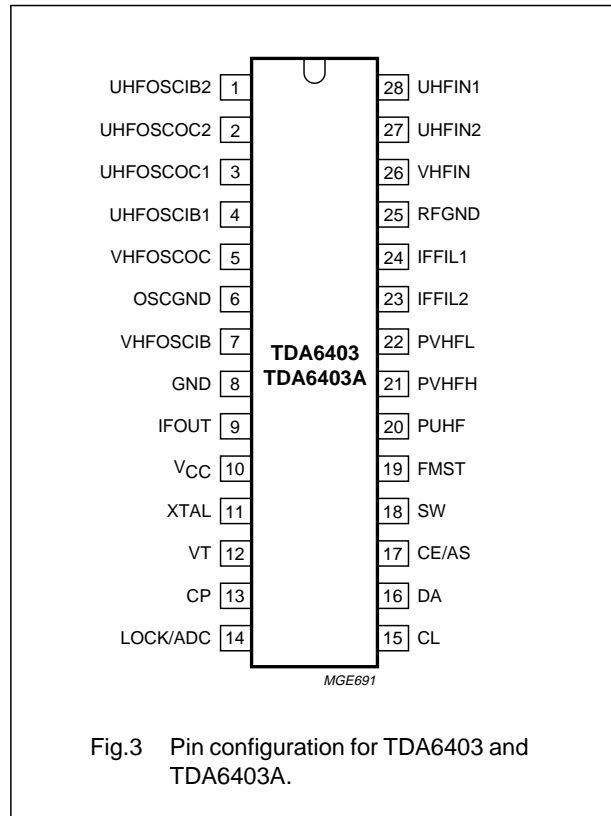 UHFOSCIB2 1 28 UHFIN1
UHFOSCOC2 2 27 UHFIN2
UHFOSCOC1 3 26 VHFIN
UHFOSCIB1 4 25 RFGND
VHFOSCOC 5 24 IFFIL1
OSCGND 6 23 IFFIL2
VHFOSCIB 7 22 PVHFL
TDA6403
TDA6403A
GND 8 21 PVHFH
IFOUT 9 20 PUHF
VCC 10 19 FMST
XTAL 11 18 SW
VT 12 17 CE/AS
CP 13 16 DA
LOCK/ADC 14 15 CL
MGE691
Fig.3 Pin configuration for TDA6403 and
TDA6403A.